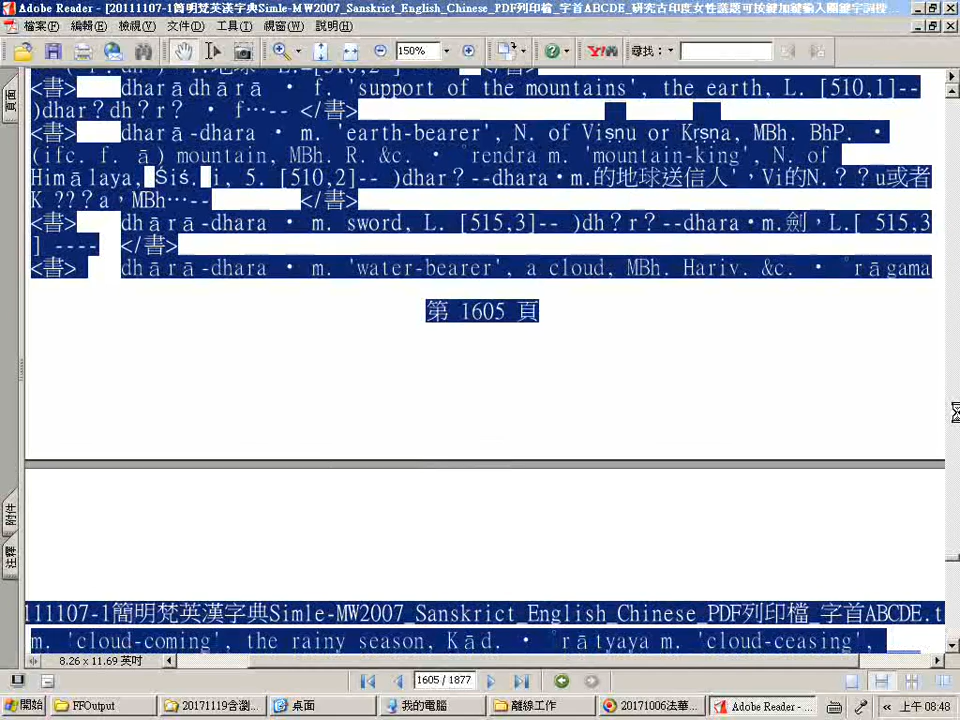 Adobe Reader - [20111107-1簡明梵英漢字典Simle-MW2007_Sanskrict_English_Chinese_PDF列印檔_字首ABCDE_研究古印度女性議題可按鍵加鍵輸入關鍵字詞搜...
檔案(F) 編輯(E) 檢視(V) 文件(D) 工具(T) 視窗(W) 說明(H)
150% Y! 尋找：
頁面
<書> dharādhārā • f. 'support of the mountains', the earth, L. [510,1]--
)dhar？dh？r？ • f…-- </書>
<書> dharā-dhara • m. 'earth-bearer', N. of Viṣṇu or Kṛṣṇa, MBh. BhP. •
(ifc. f. ā) mountain, MBh. R. &c. • °rendra m. 'mountain-king', N. of
Himālaya, Śiś. i, 5. [510,2]-- )dhar？--dhara•m.的地球送信人'，Vi的N.？？u或者
K ???a，MBh…-- </書>
<書> dhārā-dhara • m. sword, L. [515,3]-- )dh？r？--dhara•m.劍，L.[ 515,3
] ---- </書>
<書> dhārā-dhara • m. 'water-bearer', a cloud, MBh. Hariv. &c. • °rāgama
第 1605 頁
附件
注釋
111107-1簡明梵英漢字典Simle-MW2007_Sanskrict_English_Chinese_PDF列印檔_字首ABCDE.t
m. 'cloud-coming', the rainy season, Kād. • °rātyaya m. 'cloud-ceasing',
8.26 x 11.69 英吋
1605 / 1877
開始 FFOutput 20171119含瀏... 桌面 我的電腦 離線工作 20171006法華... Adobe Reader - ... 上午 08:48